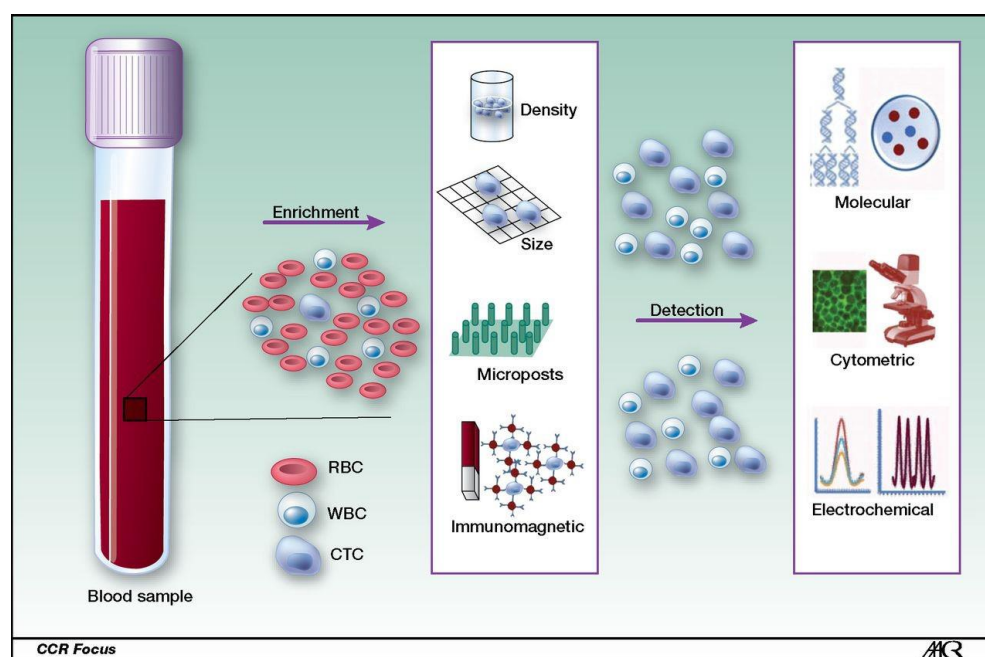 Density
Enrichment
Size
Molecular
Detection
Microposts
Cytometric
RBC
WBC
Immunomagnetic
Electrochemical
CTC
Blood sample
CCR Focus
AACR